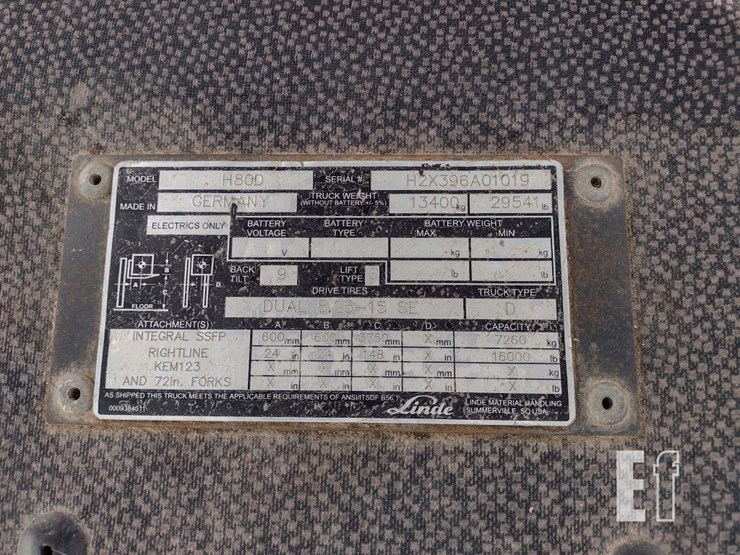 MODEL H80D SERIAL # H2X396A01019
MADE IN GERMANY TRUCK WEIGHT (WITHOUT BATTERY +/- 5%) 13400 kg 29541 lb
ELECTRICS ONLY BATTERY VOLTAGE BATTERY TYPE BATTERY WEIGHT
MAX MIN
V kg kg
BACK TILT 9 LIFT TYPE lb lb
A B C D
FLOOR
DRIVE TIRES TRUCK TYPE
DUAL 8.25-15 SE D
ATTACHMENT(S) A B C D CAPACITY
INTEGRAL SSFP 600 mm 600 mm mm X mm 7260 kg
RIGHTLINE 24 in 24 in 148 in X in 16000 lb
KEM123 X mm X mm X mm X mm X kg
AND 72In. FORKS X in X in X in X in X lb
AS SHIPPED THIS TRUCK MEETS THE APPLICABLE REQUIREMENTS OF ANSI/ITSDF B56.1
0009384011 Linde LINDE MATERIAL HANDLING
SUMMERVILLE, SC USA
Ef